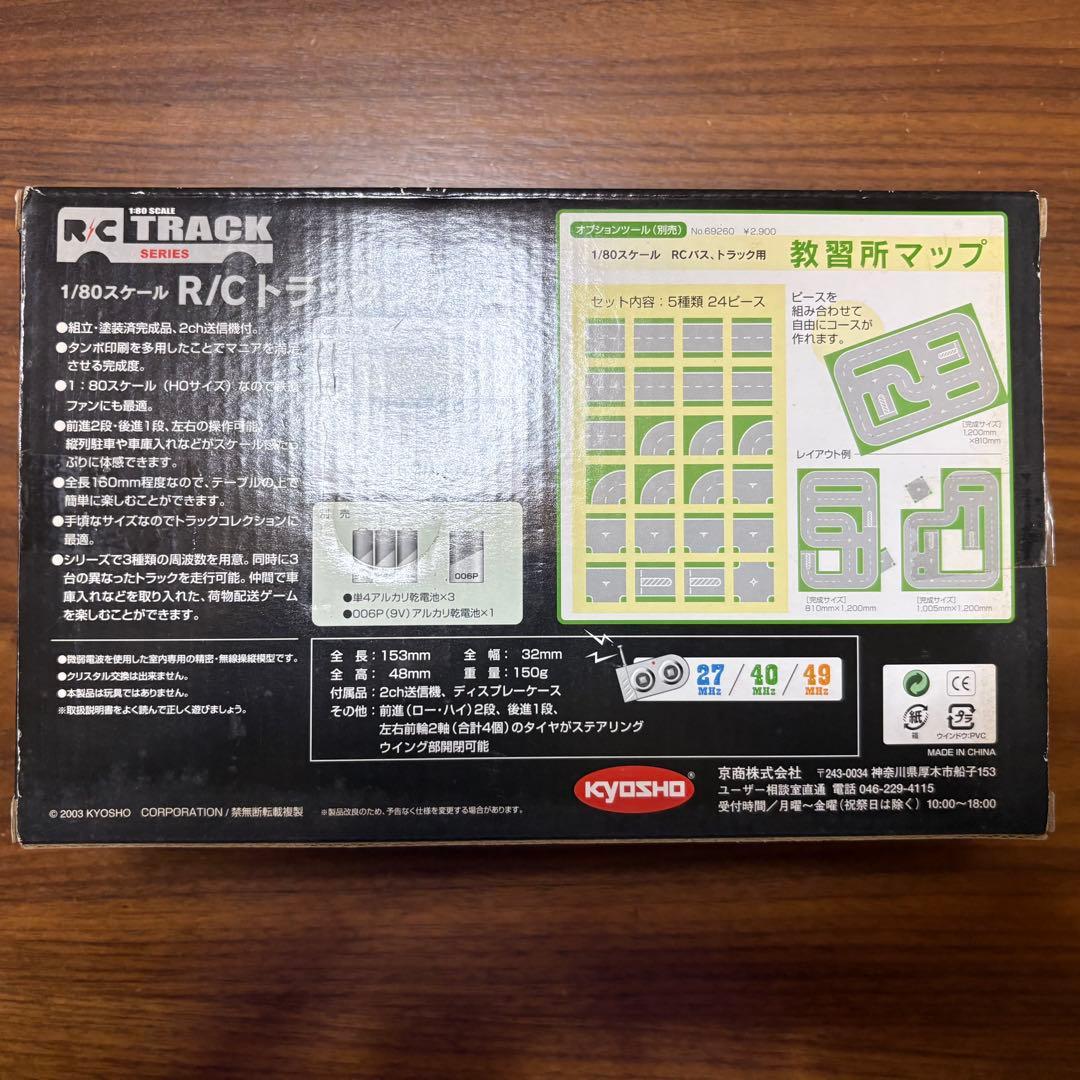 1:80 SCALE
R/C TRACK
SERIES
1/80スケール R/Cトラック
●組立・塗装済完成品、2ch送信機付。
●タンポ印刷を多用したことでマニアを満足
させる完成度。
●1:80スケール(HOサイズ)なので鉄道
ファンにも最適。
●前進2段・後進1段、左右の操作可能。
縦列駐車や車庫入れなどがスケール感たっ
ぷりに体感できます。
●全長160mm程度なので、テーブルの上で
簡単に楽しむことができます。
●手頃なサイズなのでトラックコレクションに
最適。
●シリーズで3種類の周波数を用意。同時に3
台の異なったトラックを走行可能。仲間で車
庫入れなどを取り入れた、荷物配送ゲーム
を楽しむことができます。
●微弱電波を使用した室内専用の精密・無線操縦模型です。
●クリスタル交換は出来ません。
●本製品は玩具ではありません。
※取扱説明書をよく読んで正しく遊びましょう。
© 2003 KYOSHO CORPORATION/禁無断転載複製
※製品改良のため、予告なく仕様を変更する場合があります。
売
006P
●単4アルカリ乾電池×3
●006P(9V)アルカリ乾電池×1
オプションツール(別売) No.69260 ¥2,900
1/80スケール RCバス、トラック用 教習所マップ
セット内容:5種類 24ピース
ピースを
組み合わせて
自由にコースが
作れます。
[完成サイズ]
1,200mm
×810mm
レイアウト例
[完成サイズ]
810mm×1,200mm
[完成サイズ]
1,005mm×1,200mm
全 長:153mm 全 幅: 32mm
全 高: 48mm 重 量:150g
付属品:2ch送信機、ディスプレーケース
その他:前進(ロー・ハイ)2段、後進1段、
左右前輪2軸(合計4個)のタイヤがステアリング
ウイング部開閉可能
27MHz/40MHz/49MHz
CE
紙
箱
プラ
ウインドウ:PVC
MADE IN CHINA
KYOSHO®
京商株式会社 〒243-0034 神奈川県厚木市船子153
ユーザー相談室直通 電話 046-229-4115
受付時間/月曜〜金曜(祝祭日は除く) 10:00〜18:00